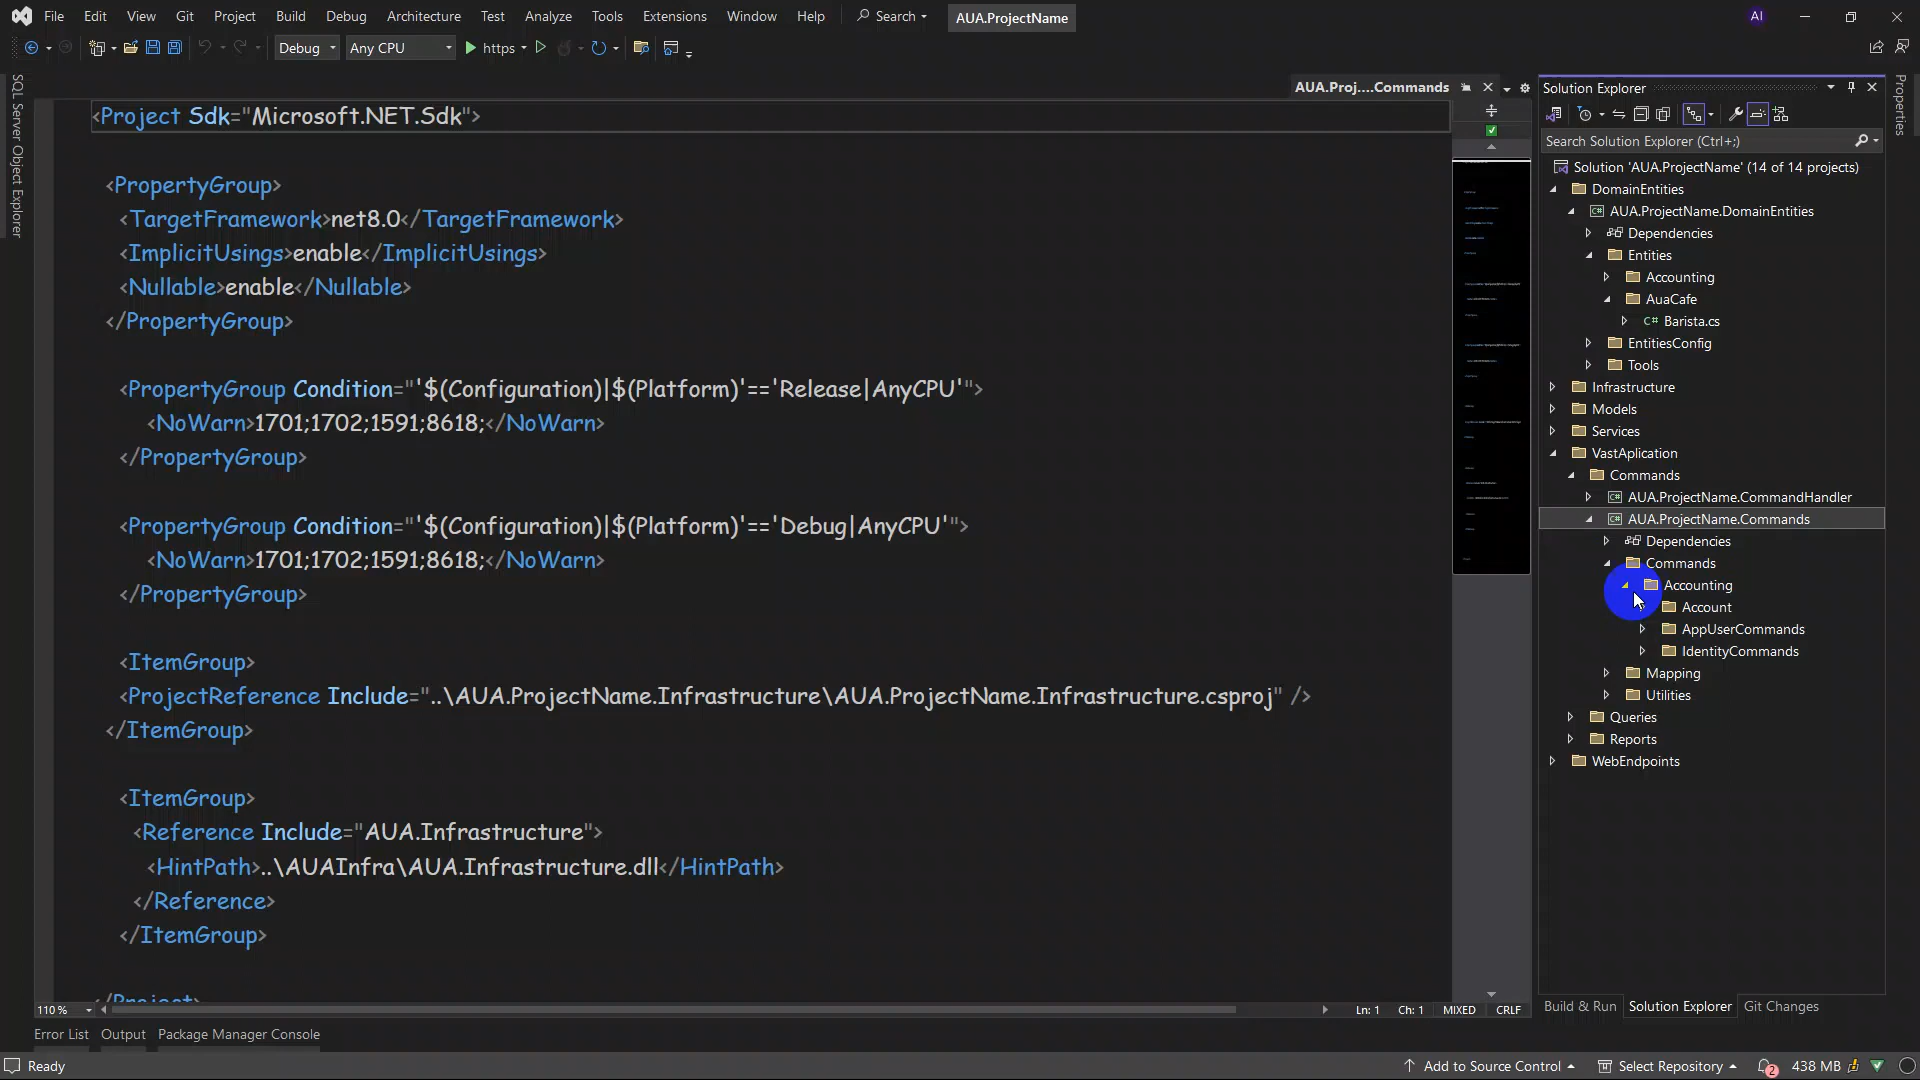 File Edit View Git Project Build Debug Architecture Test Analyze Tools Extensions Window Help Search AUA.ProjectName AI
Debug Any CPU https
SQL Server Object Explorer
AUA.Proj....Commands
<Project Sdk="Microsoft.NET.Sdk">
<PropertyGroup>
<TargetFramework>net8.0</TargetFramework>
<ImplicitUsings>enable</ImplicitUsings>
<Nullable>enable</Nullable>
</PropertyGroup>
<PropertyGroup Condition="'$(Configuration)|$(Platform)'=='Release|AnyCPU'">
<NoWarn>1701;1702;1591;8618;</NoWarn>
</PropertyGroup>
<PropertyGroup Condition="'$(Configuration)|$(Platform)'=='Debug|AnyCPU'">
<NoWarn>1701;1702;1591;8618;</NoWarn>
</PropertyGroup>
<ItemGroup>
<ProjectReference Include="..\AUA.ProjectName.Infrastructure\AUA.ProjectName.Infrastructure.csproj" />
</ItemGroup>
<ItemGroup>
<Reference Include="AUA.Infrastructure">
<HintPath>..\AUAInfra\AUA.Infrastructure.dll</HintPath>
</Reference>
</ItemGroup>
</Project>
110 % Ln: 1 Ch: 1 MIXED CRLF
Solution Explorer
Search Solution Explorer (Ctrl+;)
Solution 'AUA.ProjectName' (14 of 14 projects)
DomainEntities
C# AUA.ProjectName.DomainEntities
Dependencies
Entities
Accounting
AuaCafe
C# Barista.cs
EntitiesConfig
Tools
Infrastructure
Models
Services
VastAplication
Commands
C# AUA.ProjectName.CommandHandler
C# AUA.ProjectName.Commands
Dependencies
Commands
Accounting
Account
AppUserCommands
IdentityCommands
Mapping
Utilities
Queries
Reports
WebEndpoints
Build & Run Solution Explorer Git Changes
Properties
Error List Output Package Manager Console
Ready Add to Source Control Select Repository 2 438 MB